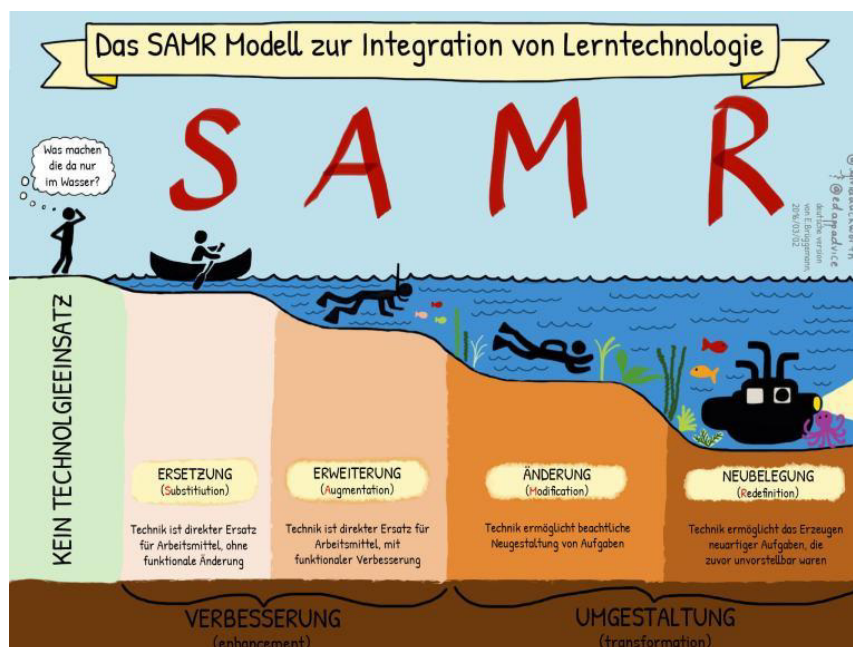 Das SAMR Modell zur Integration von Lerntechnologie
S A M R
Was machen
die da nur
im Wasser?
@edappadvice
deutsche version
von E.Brüggemann,
2016/03/02
KEIN TECHNOLGIEEINSATZ
ERSETZUNG
(Substitiution)
Technik ist direkter Ersatz
für Arbeitsmittel, ohne
funktionale Änderung
ERWEITERUNG
(Augmentation)
Technik ist direkter Ersatz für
Arbeitsmittel, mit
funktionaler Verbesserung
ÄNDERUNG
(Modification)
Technik ermöglicht beachtliche
Neugestaltung von Aufgaben
NEUBELEGUNG
(Redefinition)
Technik ermöglicht das Erzeugen
neuartiger Aufgaben, die
zuvor unvorstellbar waren
VERBESSERUNG
(enhancement)
UMGESTALTUNG
(transformation)